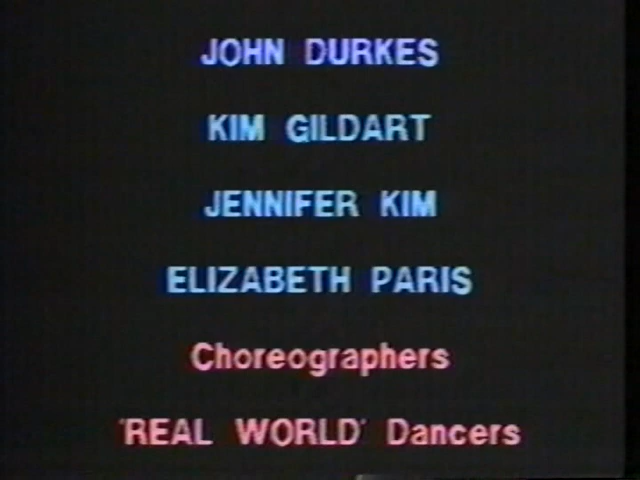 JOHN DURKES
KIM GILDART
JENNIFER KIM
ELIZABETH PARIS
Choreographers
'REAL WORLD' Dancers